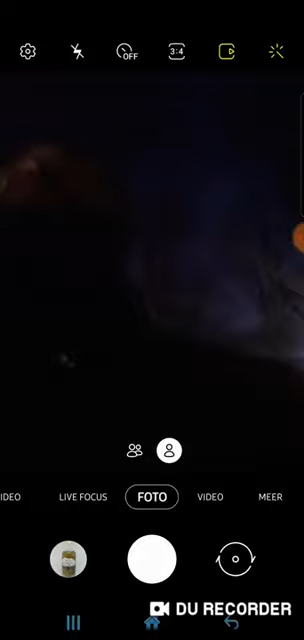 OFF
3:4
IDEO
LIVE FOCUS
FOTO
VIDEO
MEER
DU RECORDER